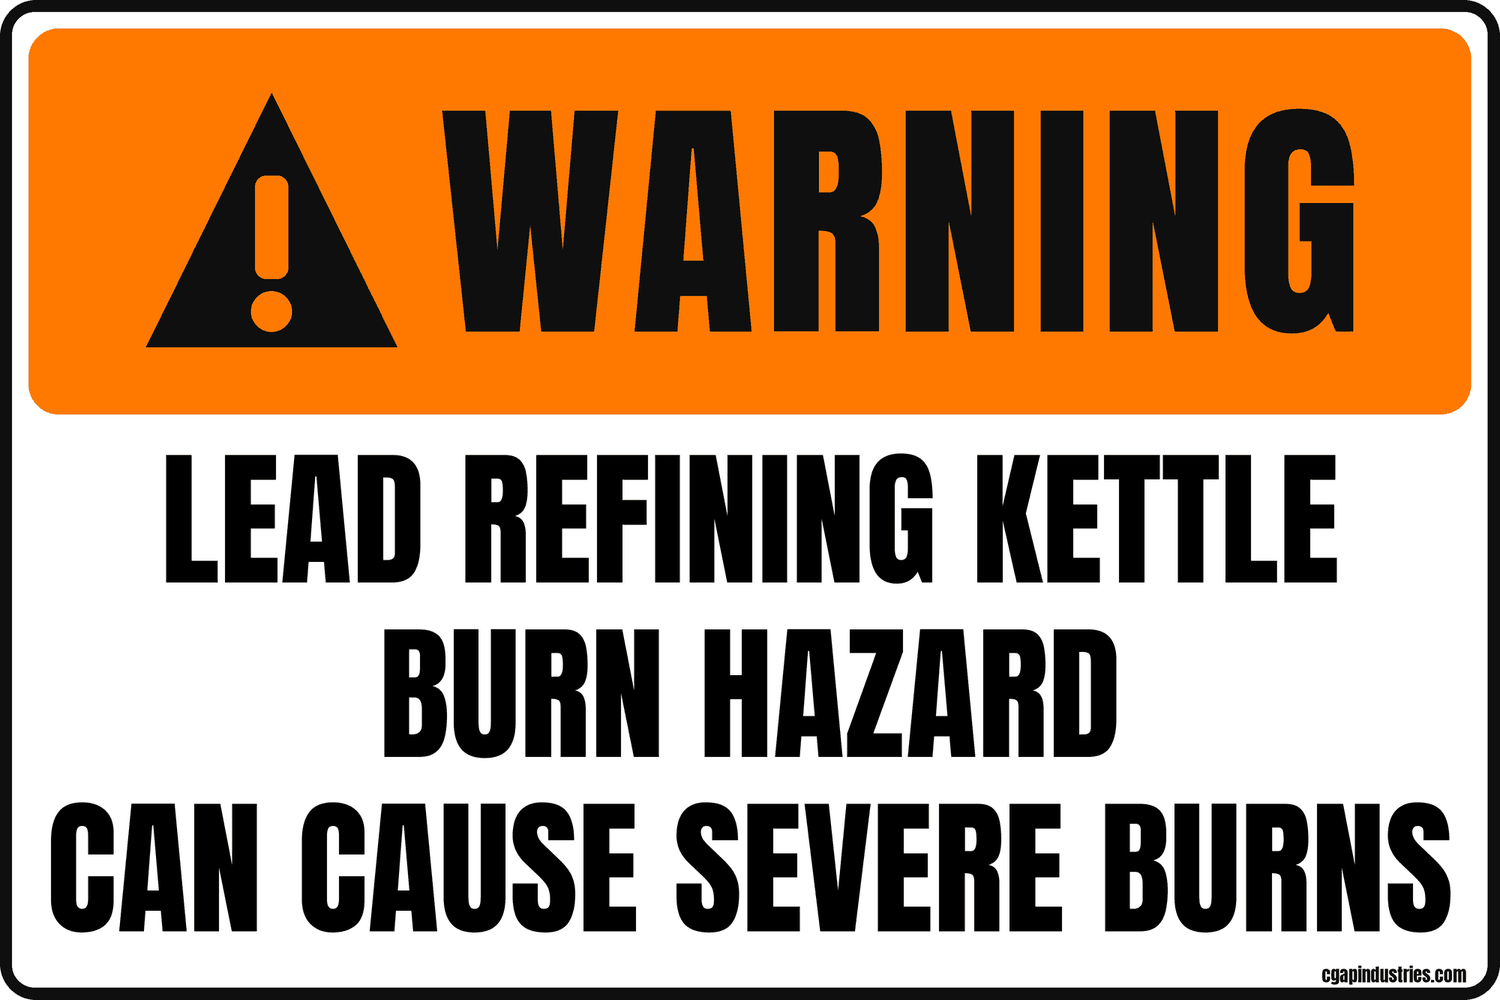 WARNING
LEAD REFINING KETTLE
BURN HAZARD
CAN CAUSE SEVERE BURNS
cgapindustries.com